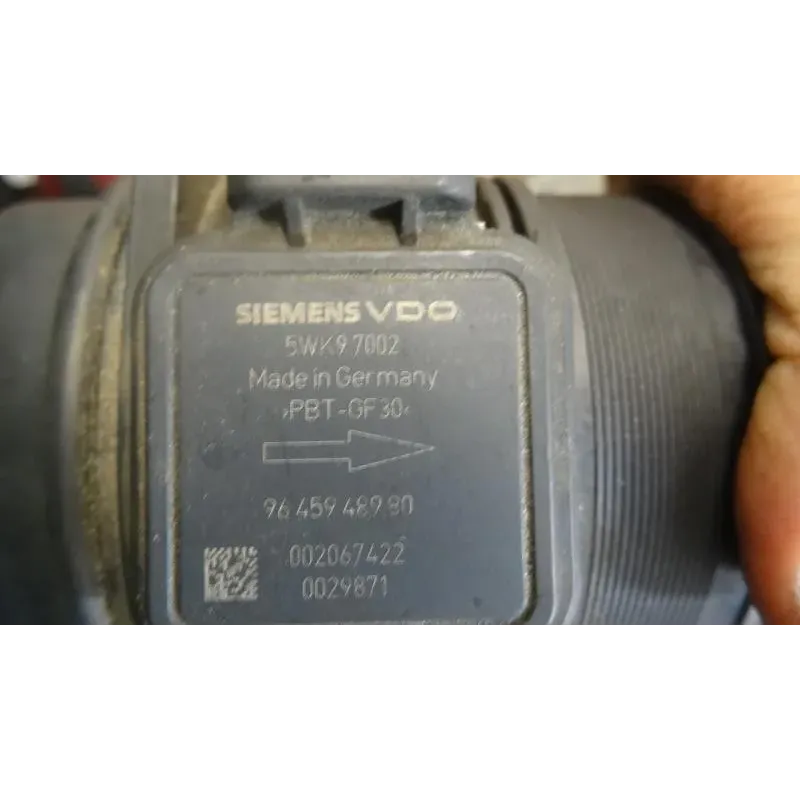 SIEMENS VDO
5WK9 7002
Made in Germany
>PBT-GF30<
96 459 489 80
002067422
0029871